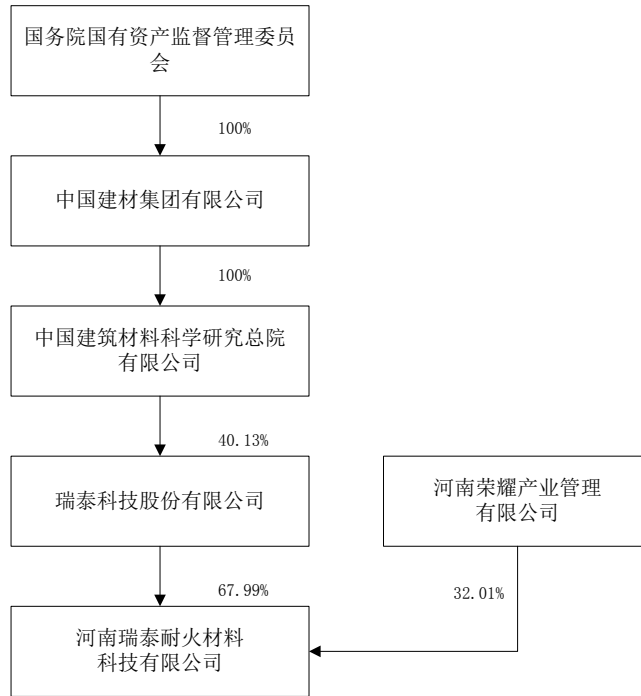 国务院国有资产监督管理委员
会
100%
中国建材集团有限公司
100%
中国建筑材料科学研究总院
有限公司
40.13%
瑞泰科技股份有限公司
河南荣耀产业管理
有限公司
67.99%
32.01%
河南瑞泰耐火材料
科技有限公司